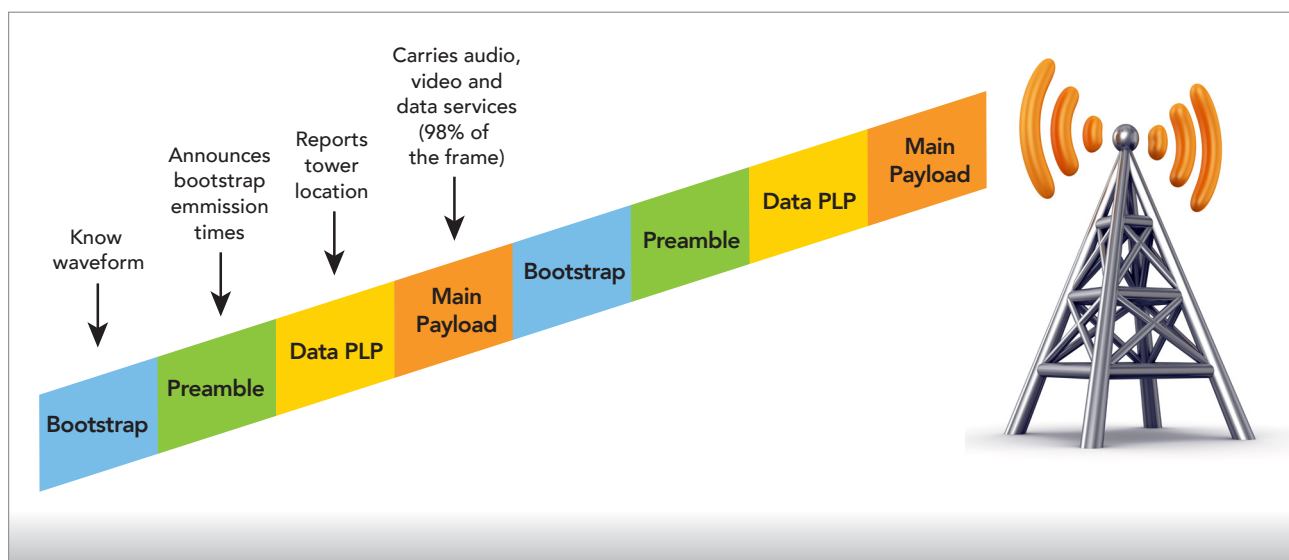 Know
waveform
Announces
bootstrap
emmission
times
Reports
tower
location
Carries audio,
video and
data services
(98% of
the frame)
Bootstrap
Preamble
Data PLP
Main
Payload
Bootstrap
Preamble
Data PLP
Main
Payload